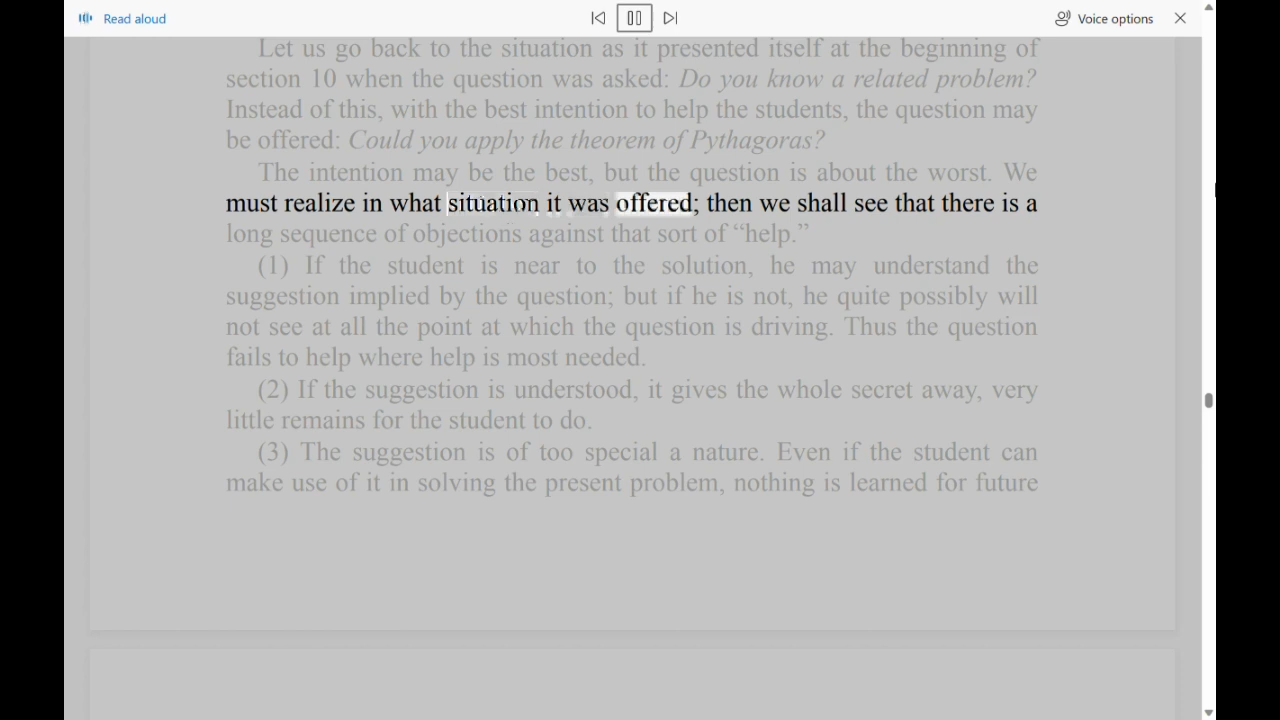 Read aloud
Voice options
Let us go back to the situation as it presented itself at the beginning of
section 10 when the question was asked: Do you know a related problem?
Instead of this, with the best intention to help the students, the question may
be offered: Could you apply the theorem of Pythagoras?
The intention may be the best, but the question is about the worst. We
must realize in what situation it was offered; then we shall see that there is a
long sequence of objections against that sort of “help.”
(1) If the student is near to the solution, he may understand the
suggestion implied by the question; but if he is not, he quite possibly will
not see at all the point at which the question is driving. Thus the question
fails to help where help is most needed.
(2) If the suggestion is understood, it gives the whole secret away, very
little remains for the student to do.
(3) The suggestion is of too special a nature. Even if the student can
make use of it in solving the present problem, nothing is learned for future